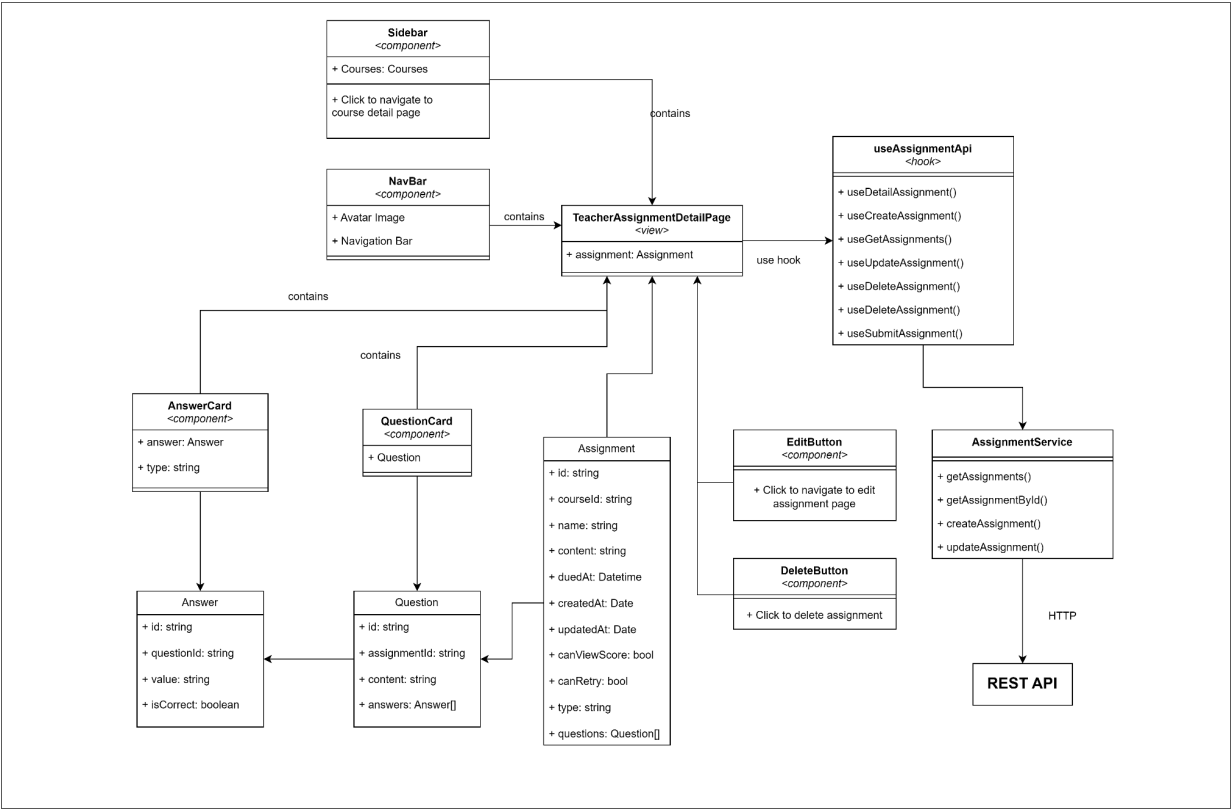 Sidebar
<component>
+ Courses: Courses
+ Click to navigate to
course detail page
contains
NavBar
<component>
+ Avatar Image
+ Navigation Bar
contains
TeacherAssignmentDetailPage
<view>
+ assignment: Assignment
use hook
useAssignmentApi
<hook>
+ useDetailAssignment()
+ useCreateAssignment()
+ useGetAssignments()
+ useUpdateAssignment()
+ useDeleteAssignment()
+ useDeleteAssignment()
+ useSubmitAssignment()
contains
contains
AnswerCard
<component>
+ answer: Answer
+ type: string
QuestionCard
<component>
+ Question
Assignment
+ id: string
+ courseId: string
+ name: string
+ content: string
+ duedAt: Datetime
+ createdAt: Date
+ updatedAt: Date
+ canViewScore: bool
+ canRetry: bool
+ type: string
+ questions: Question[]
EditButton
<component>
+ Click to navigate to edit
assignment page
DeleteButton
<component>
+ Click to delete assignment
AssignmentService
+ getAssignments()
+ getAssignmentById()
+ createAssignment()
+ updateAssignment()
HTTP
REST API
Answer
+ id: string
+ questionId: string
+ value: string
+ isCorrect: boolean
Question
+ id: string
+ assignmentId: string
+ content: string
+ answers: Answer[]